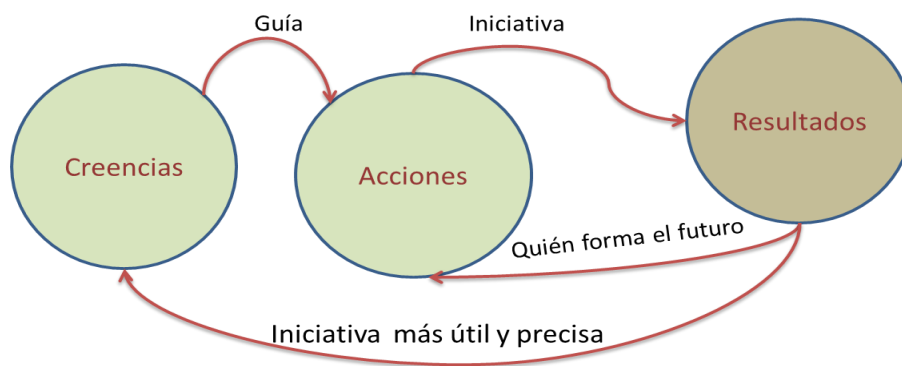 Guía
Iniciativa
Creencias
Acciones
Resultados
Quién forma el futuro
Iniciativa más útil y precisa